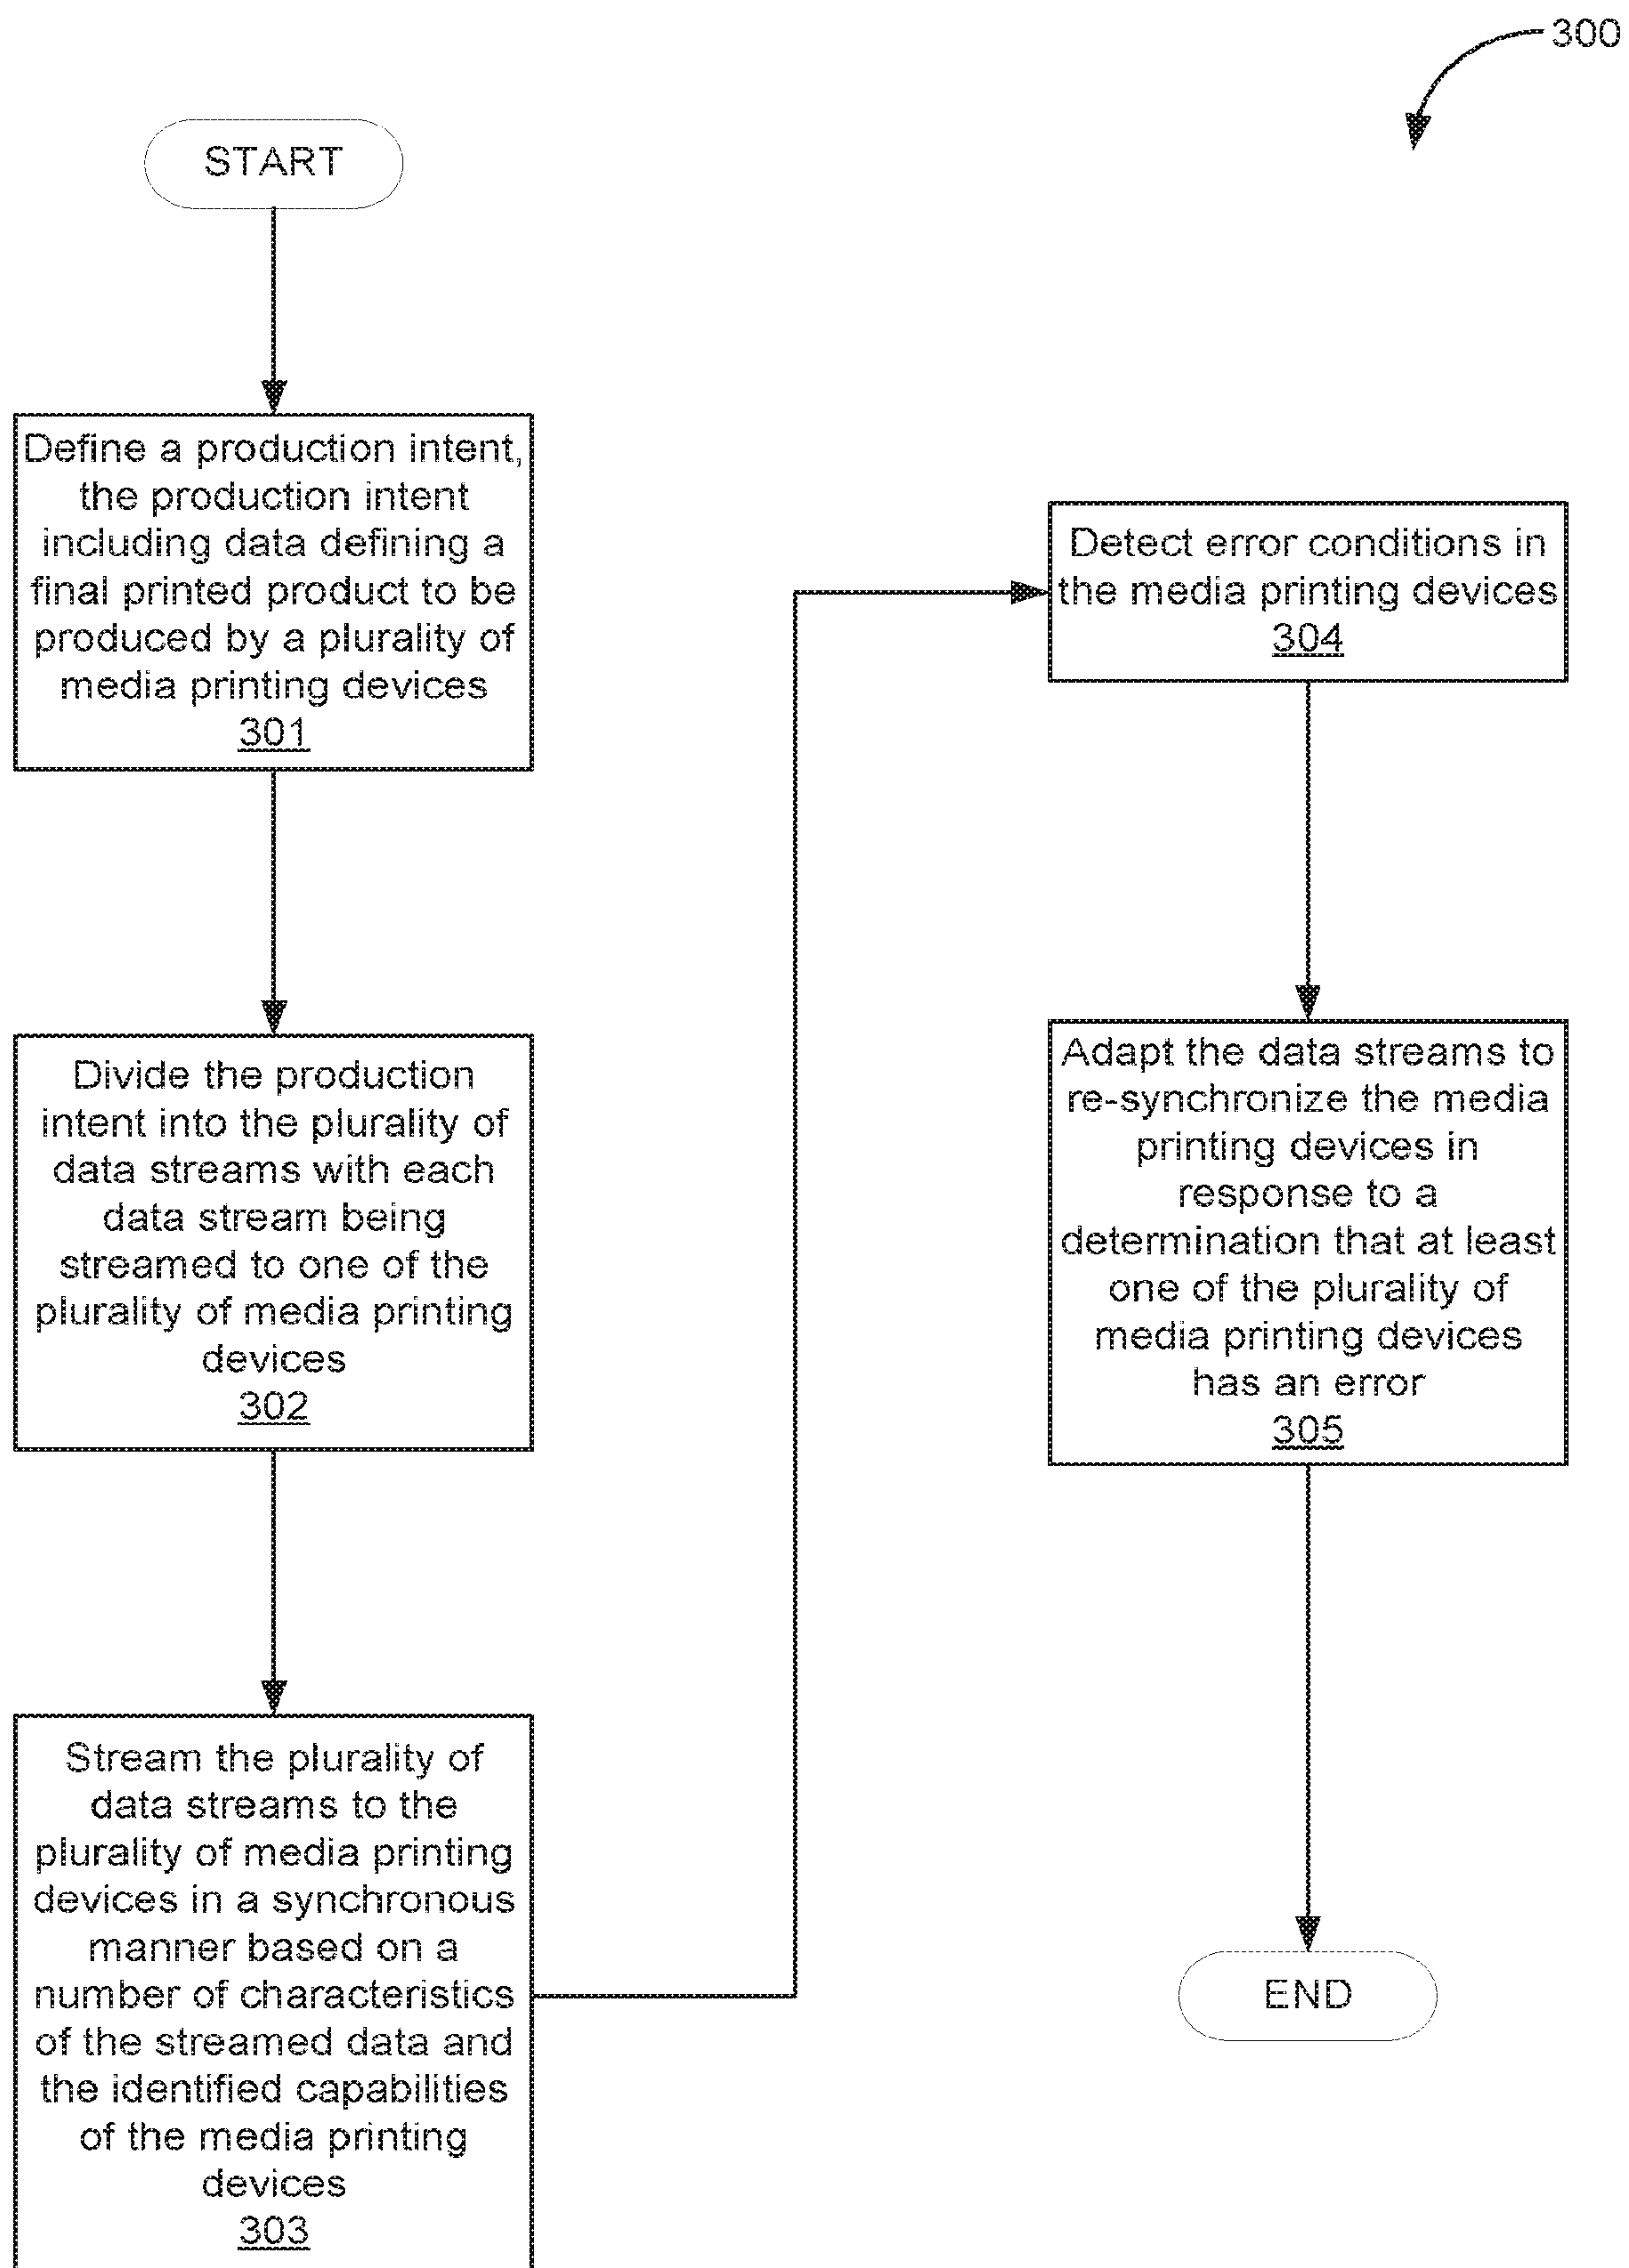 300
START
Define a production intent,
the production intent
including data defining a
final printed product to be
produced by a plurality of
media printing devices
301
Divide the production
intent into the plurality of
data streams with each
data stream being
streamed to one of the
plurality of media printing
devices
302
Stream the plurality of
data streams to the
plurality of media printing
devices in a synchronous
manner based on a
number of characteristics
of the streamed data and
the identified capabilities
of the media printing
devices
303
Detect error conditions in
the media printing devices
304
Adapt the data streams to
re-synchronize the media
printing devices in
response to a
determination that at least
one of the plurality of
media printing devices
has an error
305
END